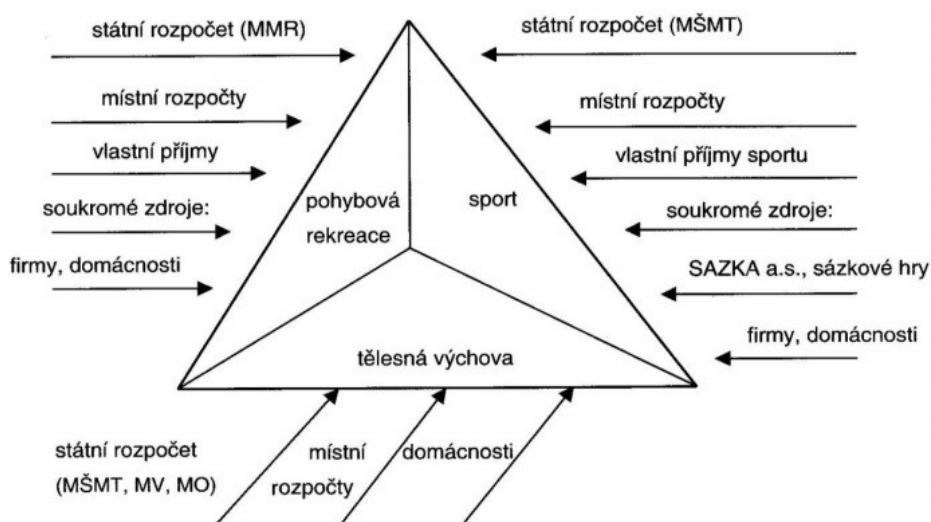 státní rozpočet (MMR)
státní rozpočet (MŠMT)
místní rozpočty
místní rozpočty
vlastní příjmy
vlastní příjmy sportu
soukromé zdroje:
pohybová
rekreace
sport
soukromé zdroje:
firmy, domácnosti
SAZKA a.s., sázkové hry
firmy, domácnosti
tělesná výchova
státní rozpočet
(MŠMT, MV, MO)
místní
rozpočty
domácnosti